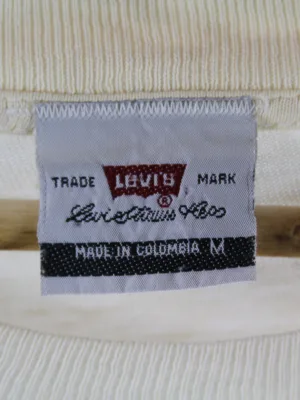 TRADE LEVI'S MARK
®
Levi Strauss & Co
MADE IN COLOMBIA M